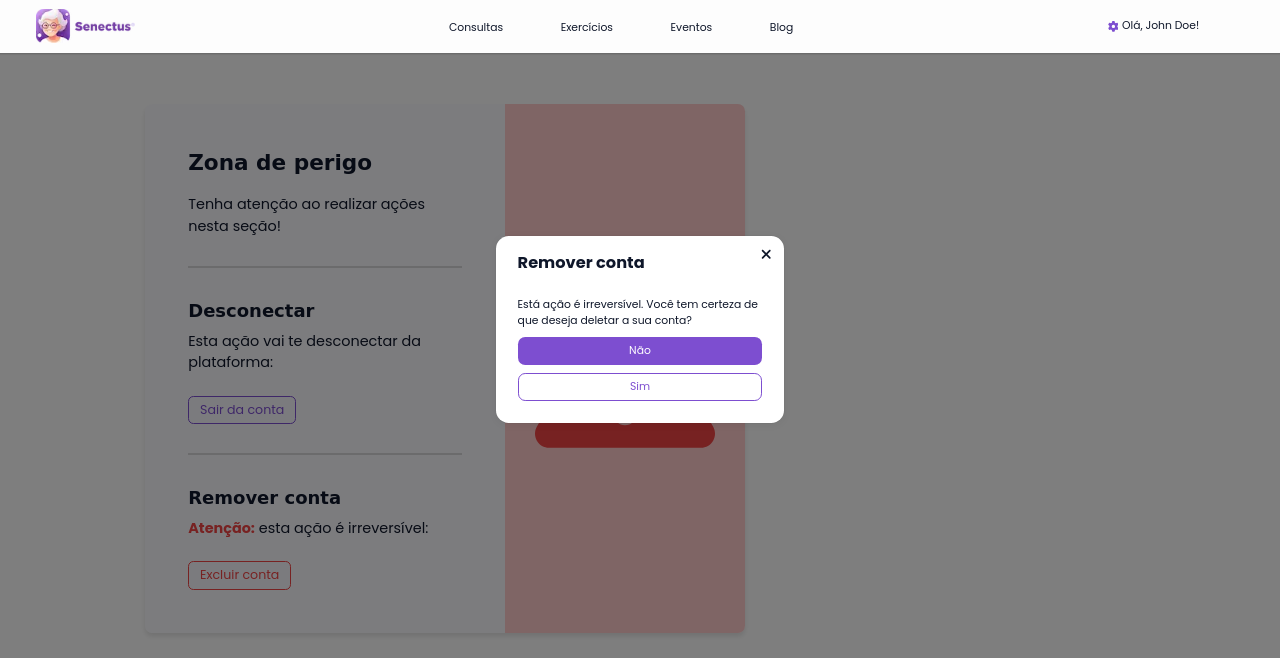 Senectus
Consultas
Exercícios
Eventos
Blog
Olá, John Doe!
Zona de perigo
Tenha atenção ao realizar ações
nesta seção!
Desconectar
Esta ação vai te desconectar da
plataforma:
Sair da conta
Remover conta
Atenção: esta ação é irreversível:
Excluir conta
Remover conta
Está ação é irreversível. Você tem certeza de
que deseja deletar a sua conta?
Não
Sim